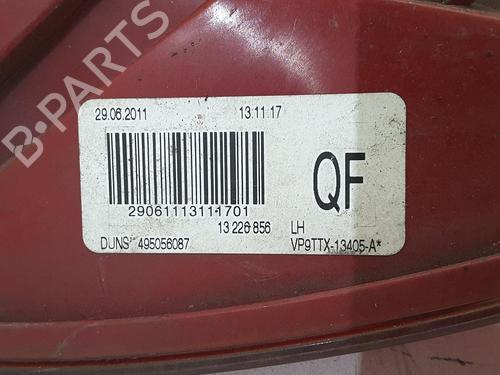 B-PARTS
29.06.2011 13.11.17
29061113111701
QF
13 226 856 LH
DUNS 495056087 VP9TTX-13405-A*